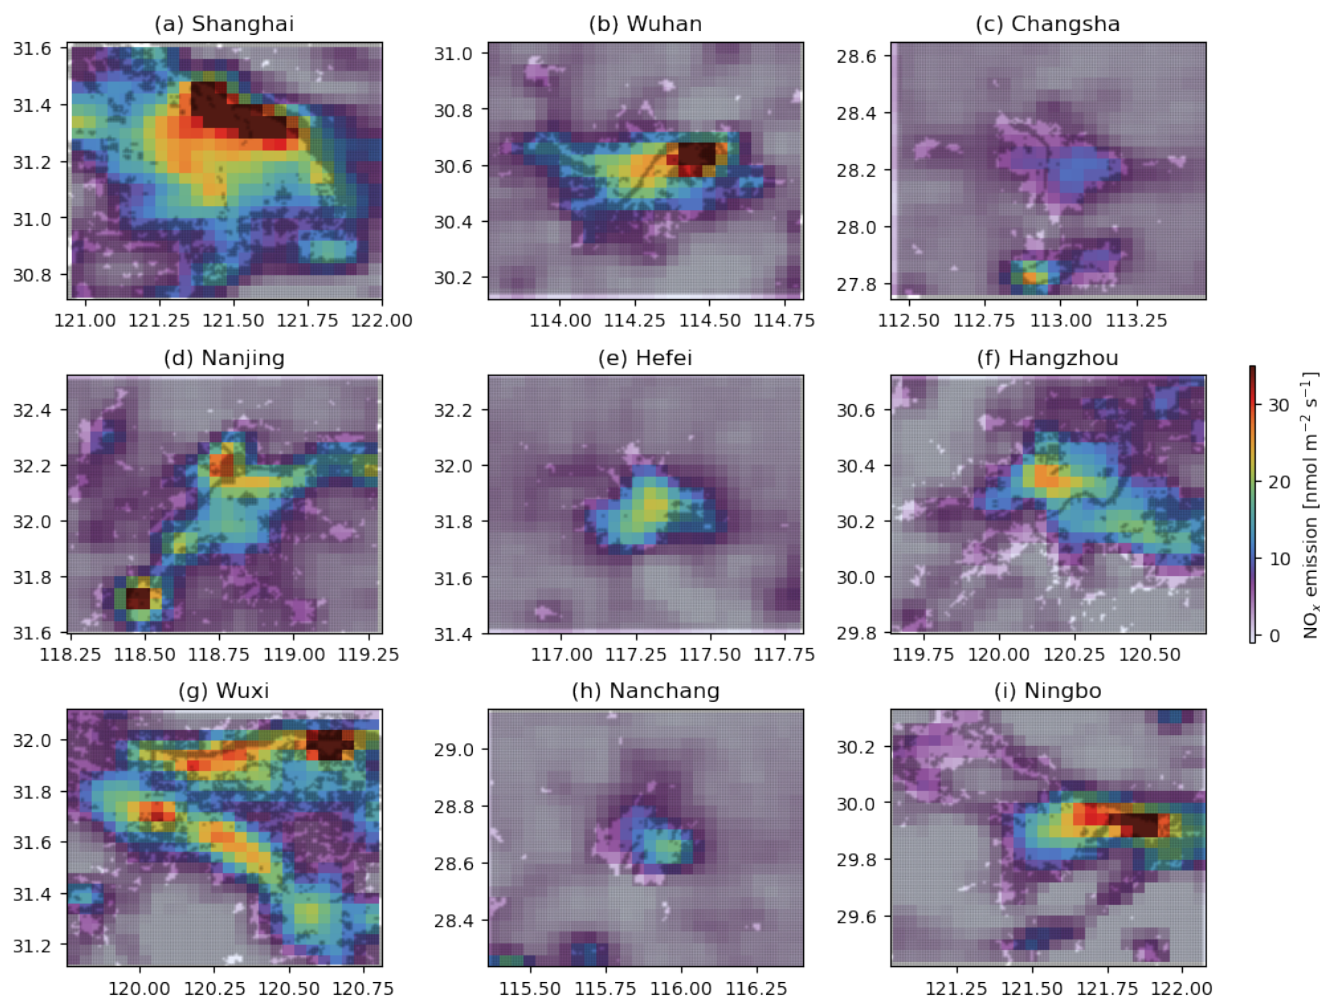 (a) Shanghai
(b) Wuhan
(c) Changsha
31.6
31.4
31.2
31.0
30.8
121.00 121.25 121.50 121.75 122.00
31.0
30.8
30.6
30.4
30.2
114.00 114.25 114.50 114.75
28.6
28.4
28.2
28.0
27.8
112.50 112.75 113.00 113.25
(d) Nanjing
(e) Hefei
(f) Hangzhou
32.4
32.2
32.0
31.8
31.6
118.25 118.50 118.75 119.00 119.25
32.2
32.0
31.8
31.6
31.4
117.00 117.25 117.50 117.75
30.6
30.4
30.2
30.0
29.8
119.75 120.00 120.25 120.50
30
20
10
0
NOx emission [nmol m−2 s−1]
(g) Wuxi
(h) Nanchang
(i) Ningbo
32.0
31.8
31.6
31.4
31.2
120.00 120.25 120.50 120.75
29.0
28.8
28.6
28.4
115.50 115.75 116.00 116.25
30.2
30.0
29.8
29.6
121.25 121.50 121.75 122.00